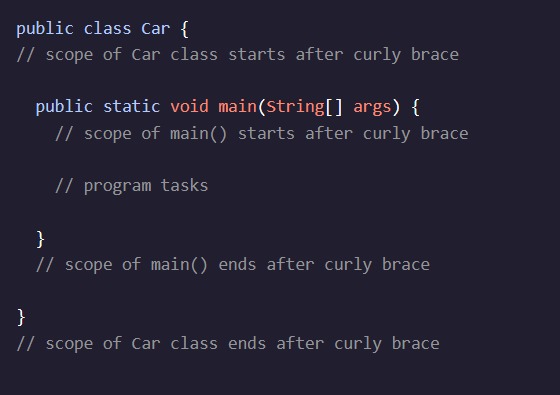 public class Car {
// scope of Car class starts after curly brace
public static void main(String[] args) {
// scope of main() starts after curly brace
// program tasks
}
// scope of main() ends after curly brace
}
// scope of Car class ends after curly brace